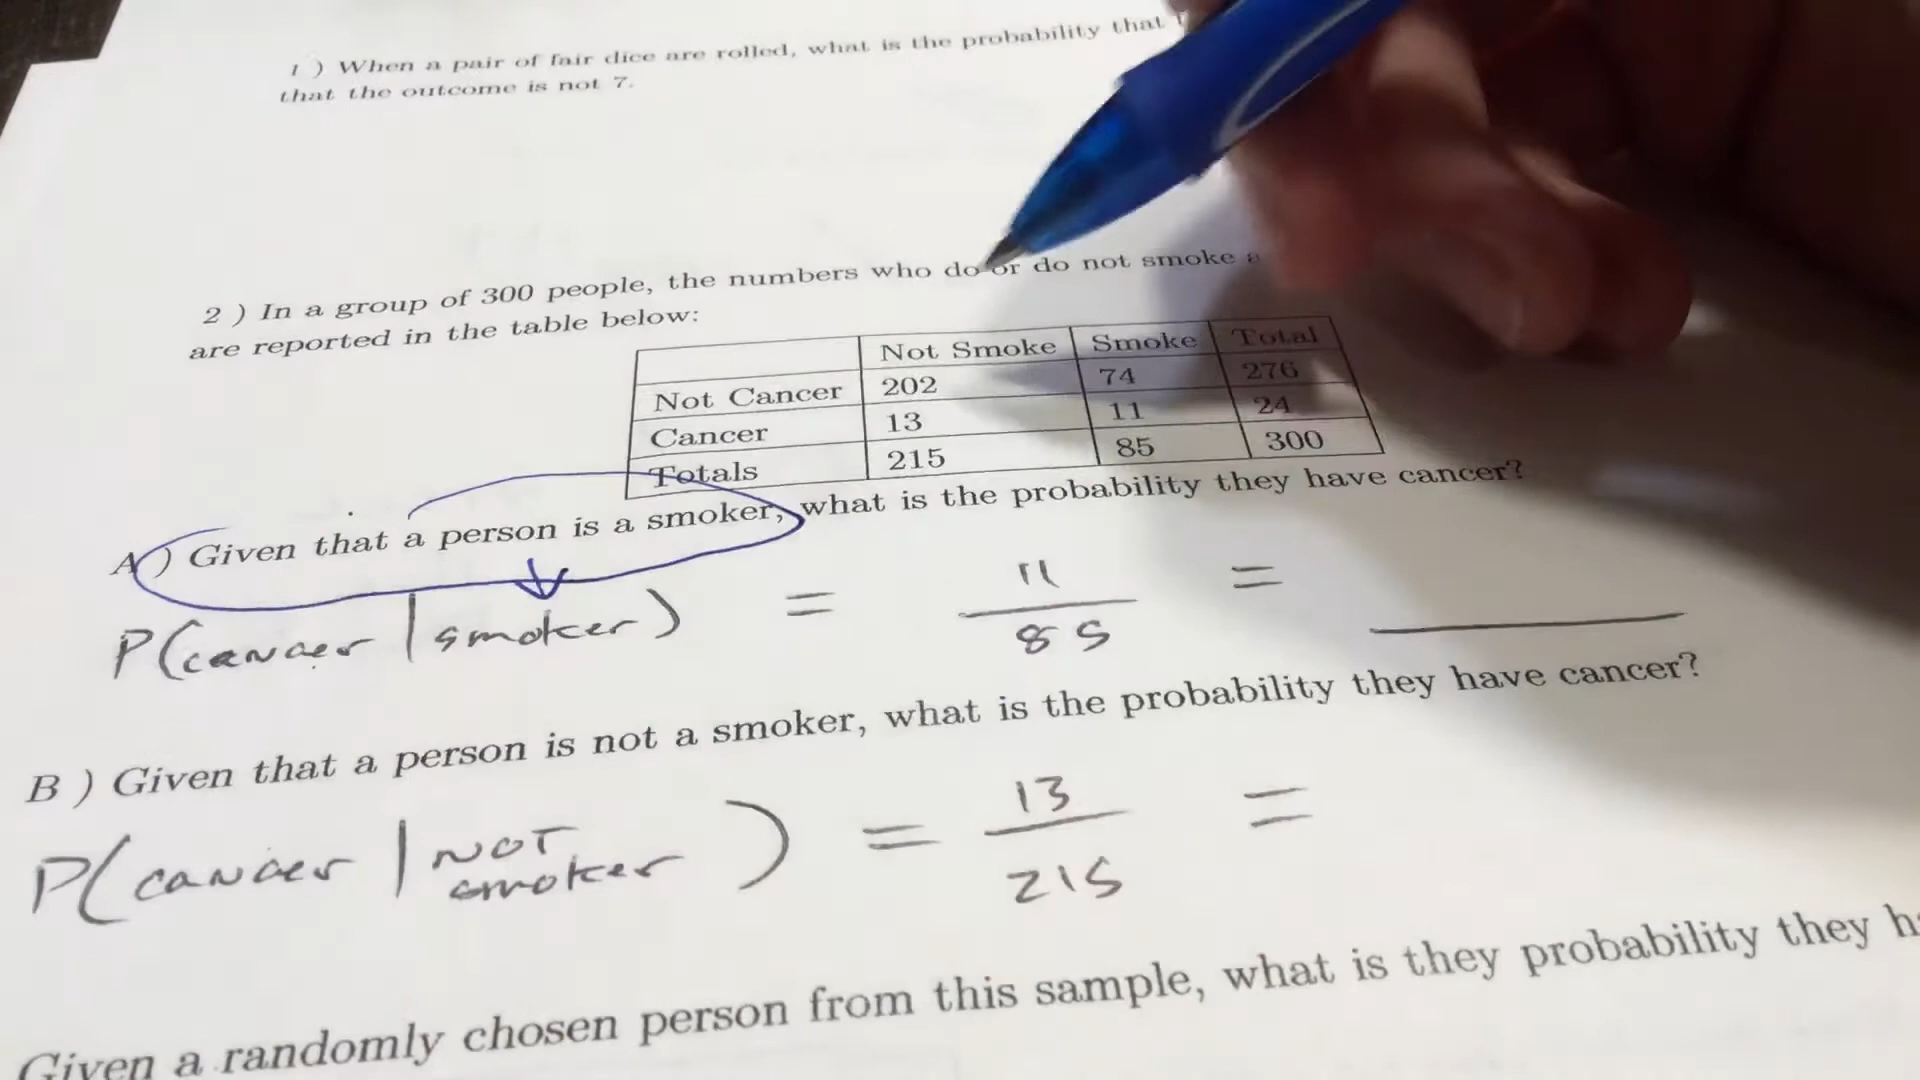 1 ) When a pair of fair dice are rolled, what is the probability that
that the outcome is not 7.
2 ) In a group of 300 people, the numbers who do or do not smoke
are reported in the table below:
Not Smoke Smoke Total
Not Cancer 202 74 276
Cancer 13 11 24
Totals 215 85 300
A ) Given that a person is a smoker, what is the probability they have cancer?
P(cancer | smoker) = 11/85 =
B ) Given that a person is not a smoker, what is the probability they have cancer?
P(cancer | NOT smoker) = 13/215 =
Given a randomly chosen person from this sample, what is they probability they